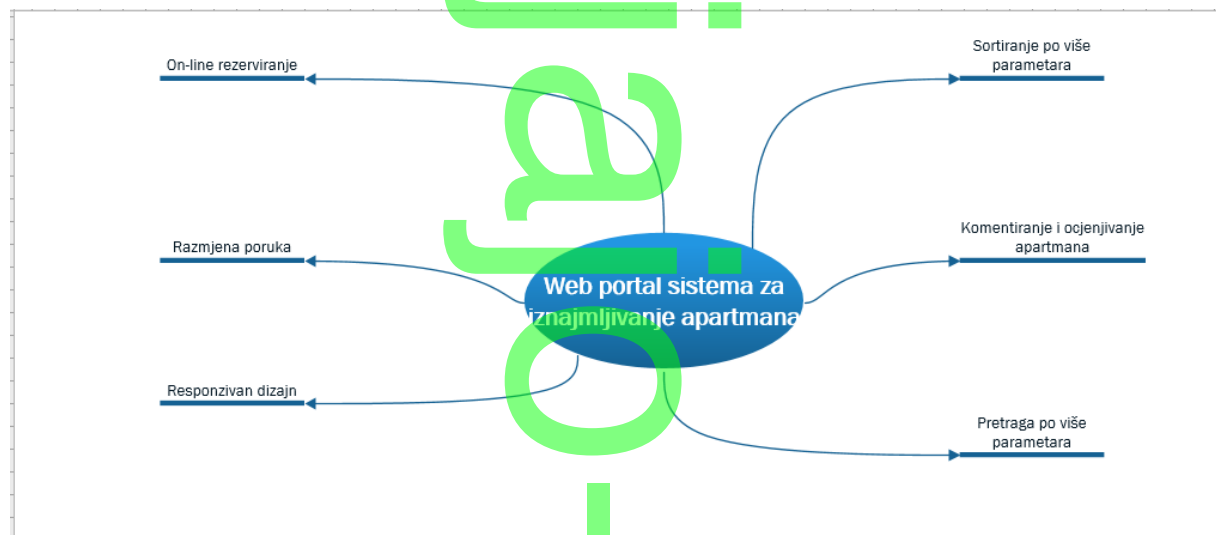 On-line rezerviranje
Sortiranje po više
parametara
Razmjena poruka
Web portal sistema za
iznajmljivanje apartmana
Komentiranje i ocjenjivanje
apartmana
Responzivan dizajn
Pretraga po više
parametara